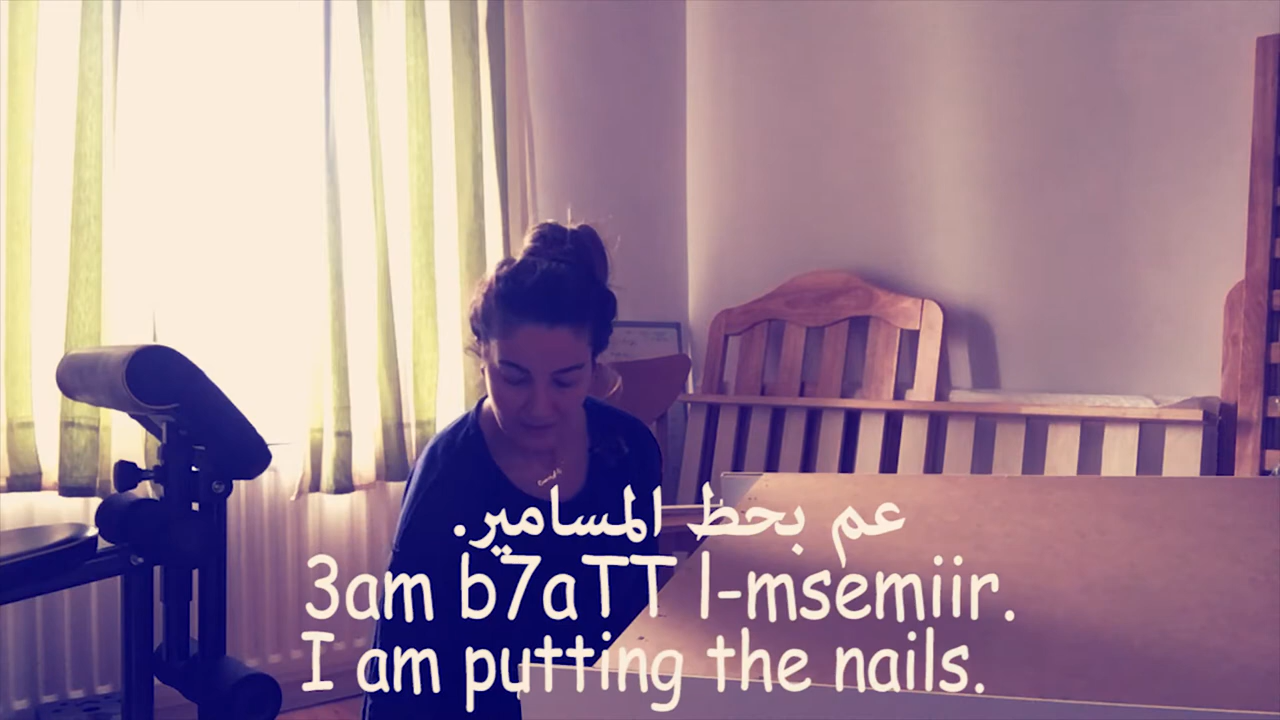 عم بحط المسامير.
3am b7aTT l-msemiir.
I am putting the nails.